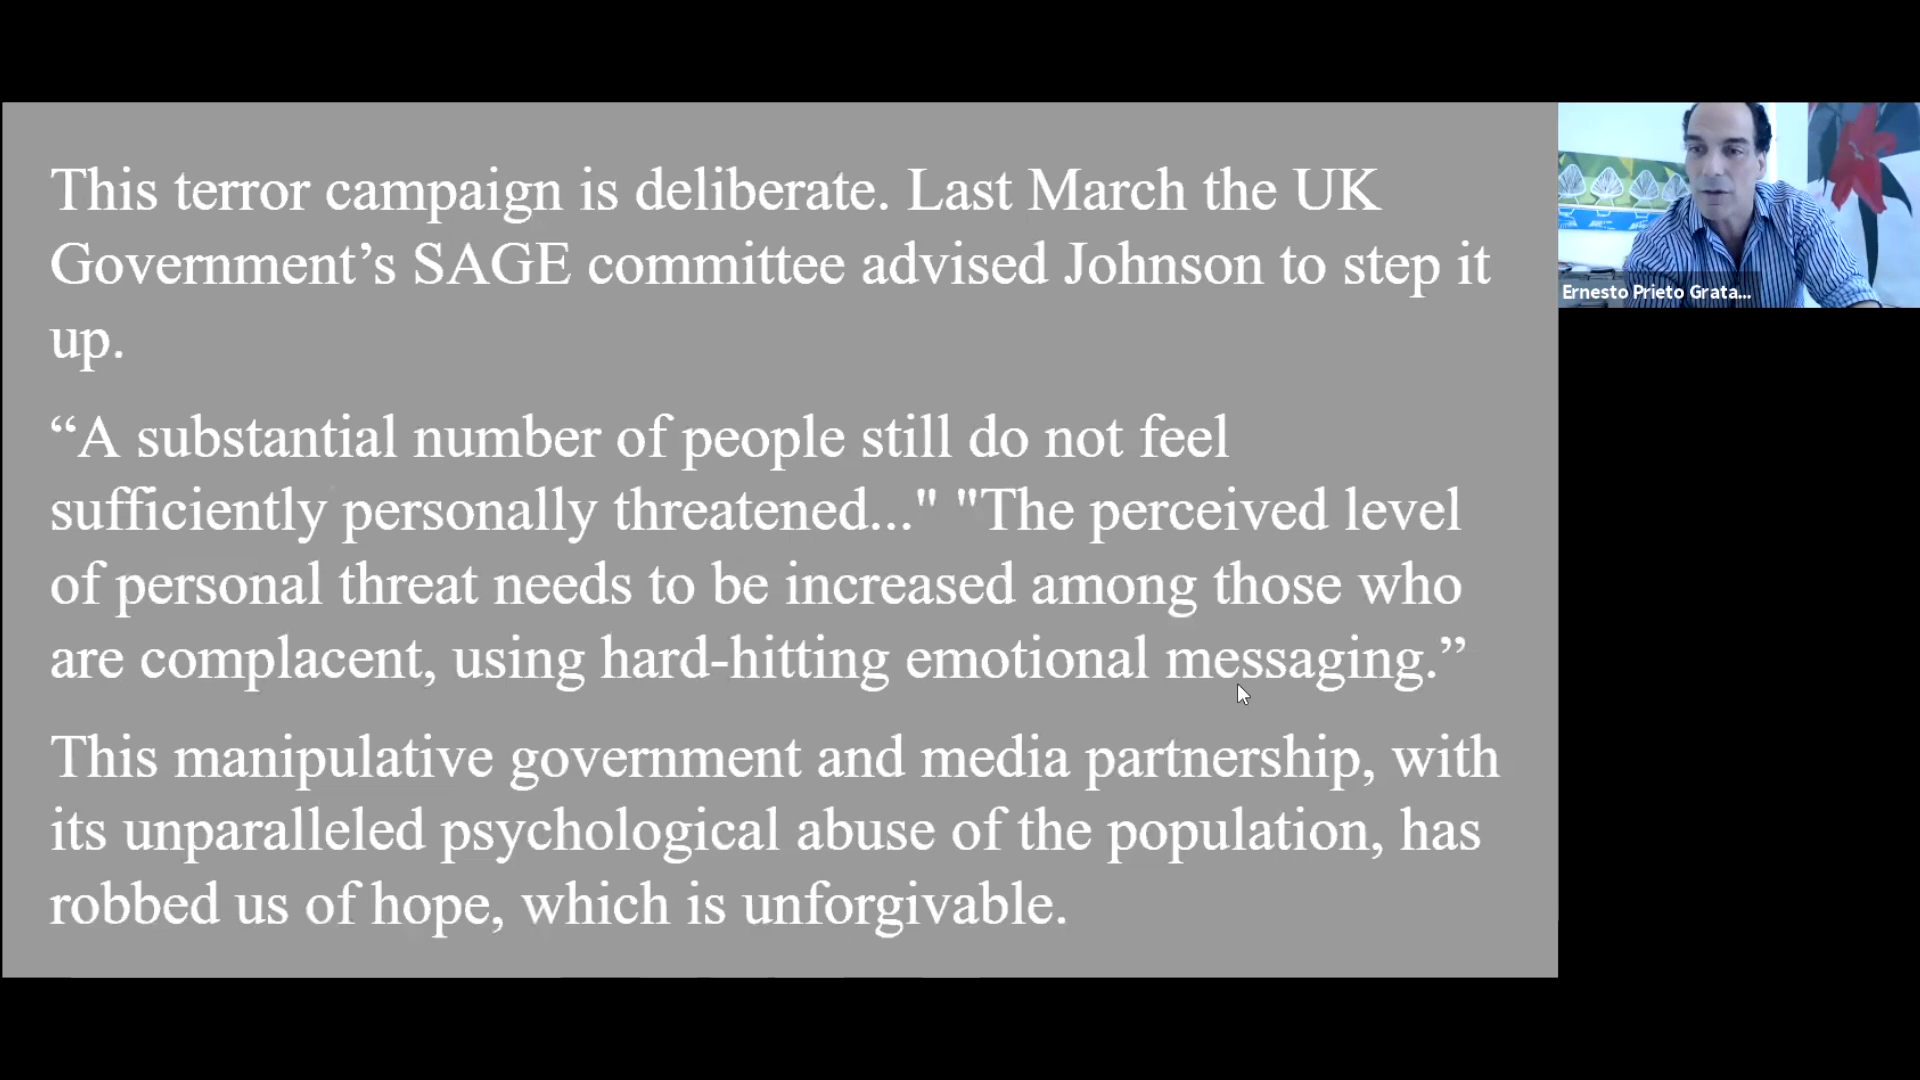 This terror campaign is deliberate. Last March the UK
Government’s SAGE committee advised Johnson to step it
up.
“A substantial number of people still do not feel
sufficiently personally threatened..." "The perceived level
of personal threat needs to be increased among those who
are complacent, using hard-hitting emotional messaging.”
This manipulative government and media partnership, with
its unparalleled psychological abuse of the population, has
robbed us of hope, which is unforgivable.
Ernesto Prieto Grata...